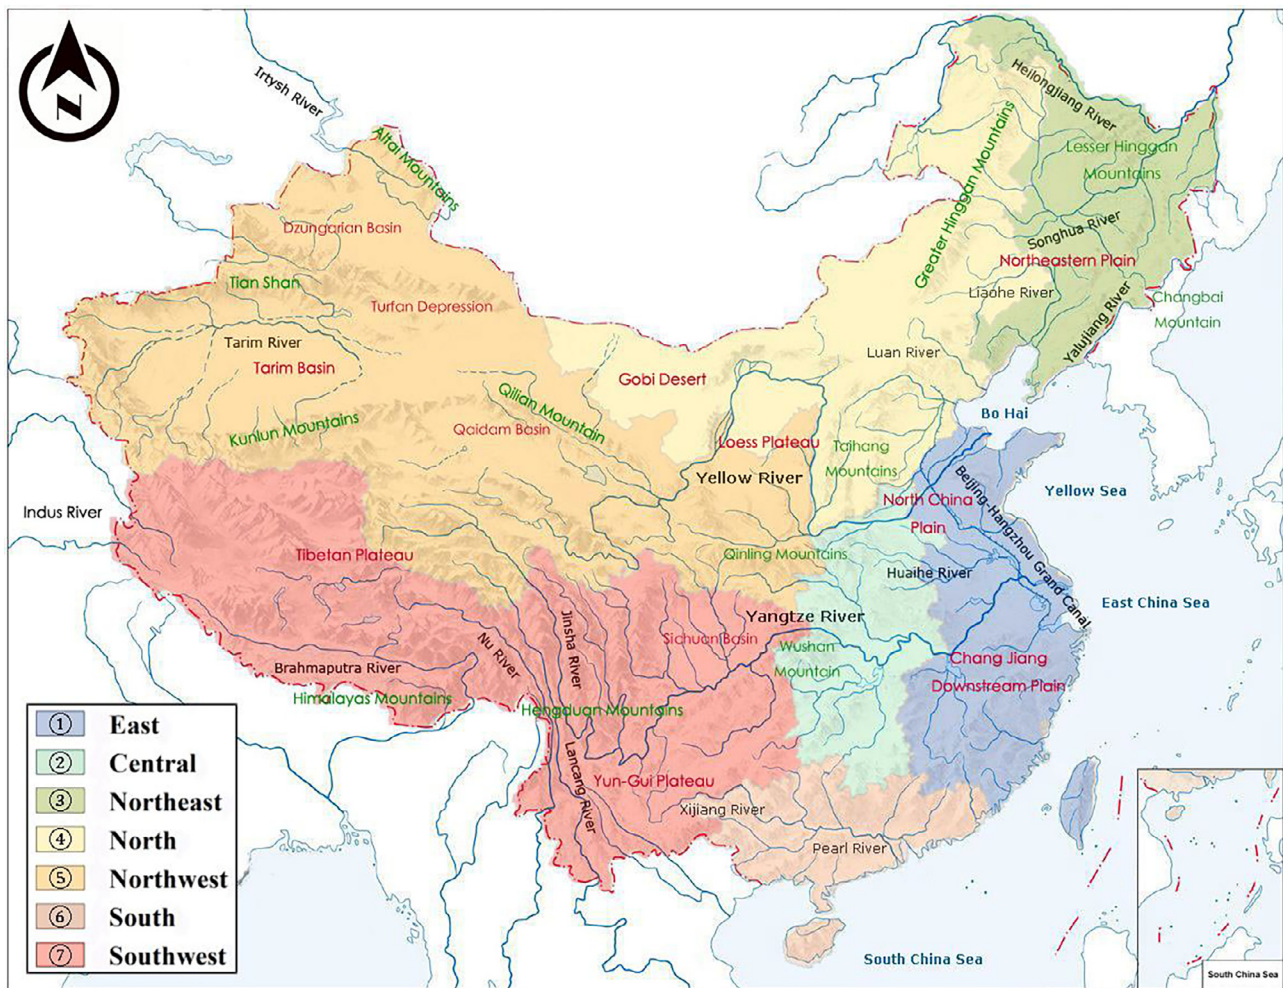 N
Irtysh River
Altai Mountains
Heilongjiang River
Lesser Hinggan
Mountains
Greater Hinggan Mountains
Dzungarian Basin
Songhua River
Northeastern Plain
Tian Shan
Liaohe River
Changbai
Mountain
Turfan Depression
Yalujiang River
Tarim River
Tarim Basin
Luan River
Gobi Desert
Qilian Mountain
Bo Hai
Kunlun Mountains
Qaidam Basin
Loess Plateau
Taihang
Mountains
Yellow River
Beijing-Hangzhou Grand Canal
Yellow Sea
North China
Plain
Indus River
Tibetan Plateau
Qinling Mountains
Huaihe River
East China Sea
Jinsha River
Yangtze River
Nu River
Sichuan Basin
Wushan
Mountain
Chang Jiang
Downstream Plain
Brahmaputra River
Himalayas Mountains
Hengduan Mountains
Lancang River
Yun-Gui Plateau
Xijiang River
Pearl River
South China Sea
South China Sea
① East
② Central
③ Northeast
④ North
⑤ Northwest
⑥ South
⑦ Southwest